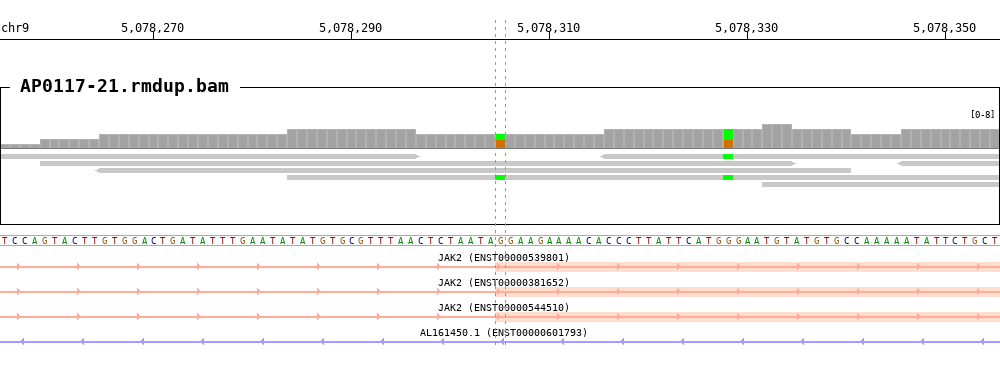 chr9 5,078,270 5,078,290 5,078,310 5,078,330 5,078,350
AP0117-21.rmdup.bam
[0-8]
T C C A G T A C T T G T G G A C T G A T A T T T G A A T A T A T G T G C G T T T A A C T C T A A T A G G A A G A A A A C A C C C T T A T T C A T G G G A A T G T A T G T G C C A A A A A T A T T C T G C T
JAK2 (ENST00000539801)
JAK2 (ENST00000381652)
JAK2 (ENST00000544510)
AL161450.1 (ENST00000601793)